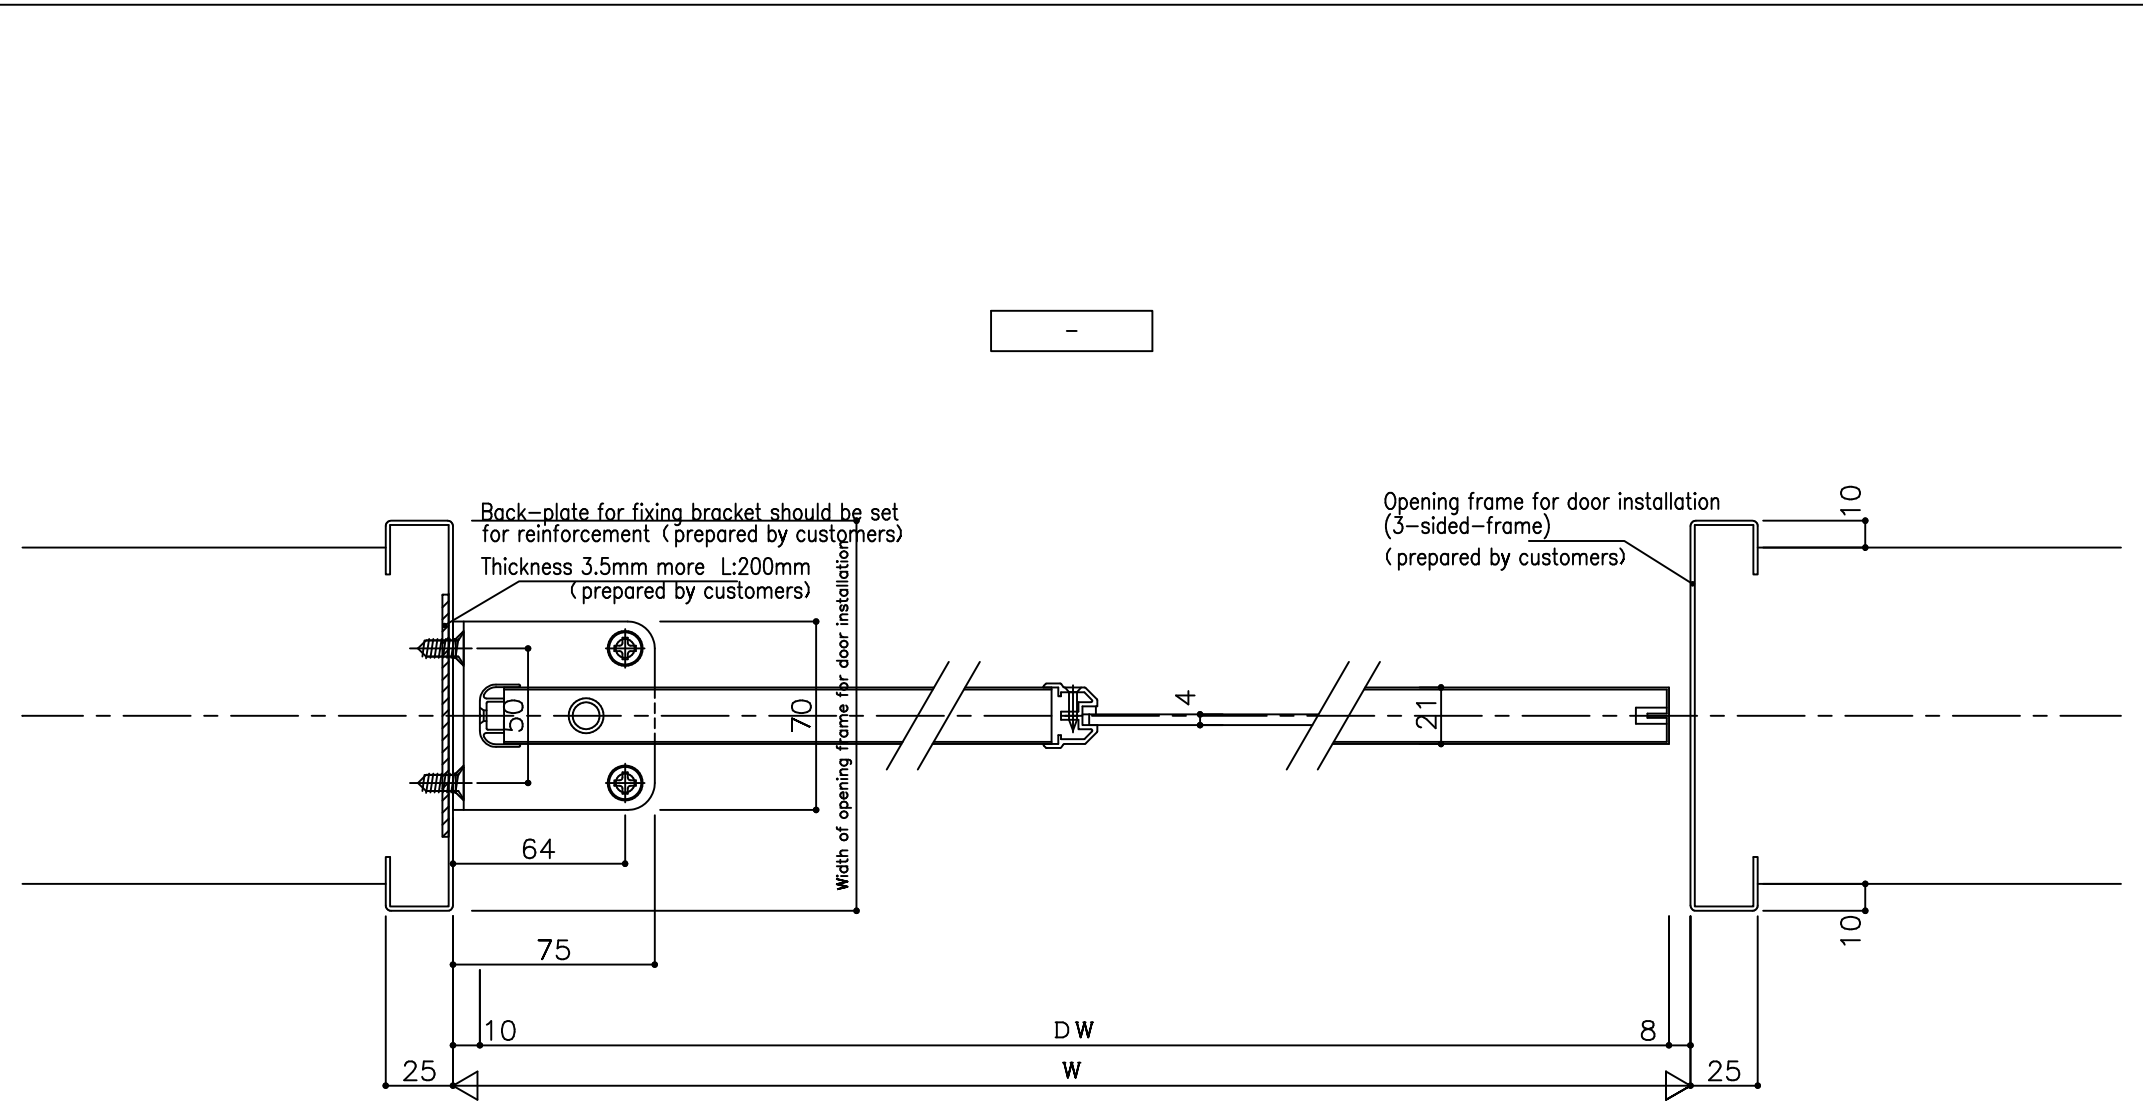 -
Back-plate for fixing bracket should be set
for reinforcement (prepared by customers)
Thickness 3.5mm more L:200mm
(prepared by customers)
Opening frame for door installation
(3-sided-frame)
(prepared by customers)
10
Width of opening frame for door installation
50
70
4
21
64
75
10
10
DW
8
25
W
25